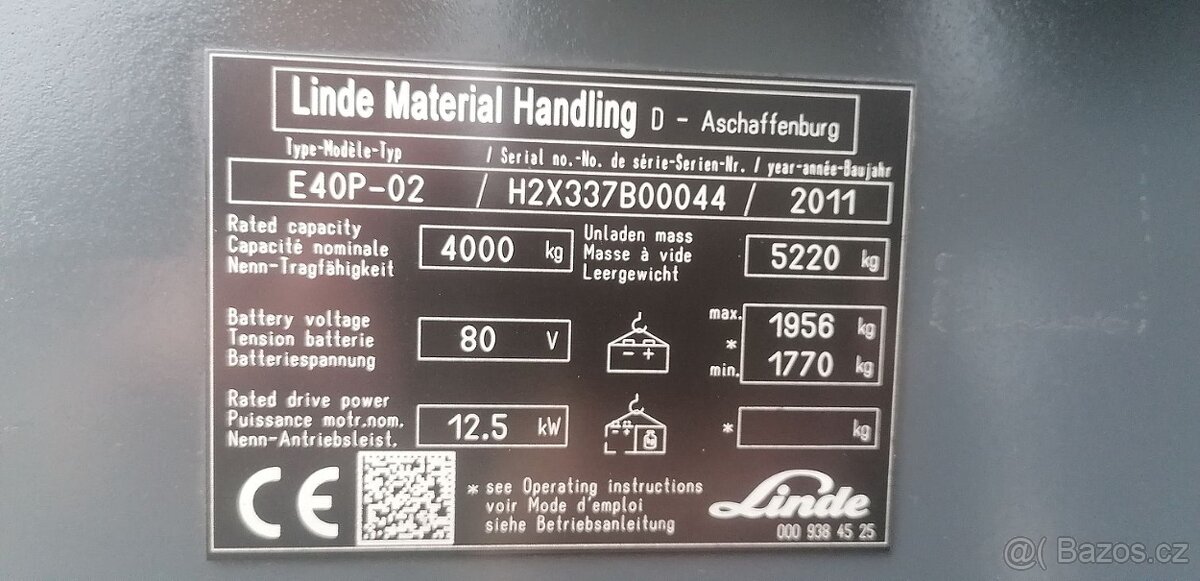 Linde Material Handling D - Aschaffenburg
Type-Modèle-Typ / Serial no.-No. de série-Serien-Nr. / year-année-Baujahr
E40P-02 / H2X337B00044 / 2011
Rated capacity
Capacité nominale
Nenn-Tragfähigkeit
4000 kg
Unladen mass
Masse à vide
Leergewicht
5220 kg
Battery voltage
Tension batterie
Batteriespannung
80 V
- +
max. 1956 kg
*
min. 1770 kg
Rated drive power
Puissance motr.nom.
Nenn-Antriebsleist.
12.5 kW
* kg
CE
* see Operating instructions
voir Mode d'emploi
siehe Betriebsanleitung
Linde
000 938 45 25
@( Bazos.cz